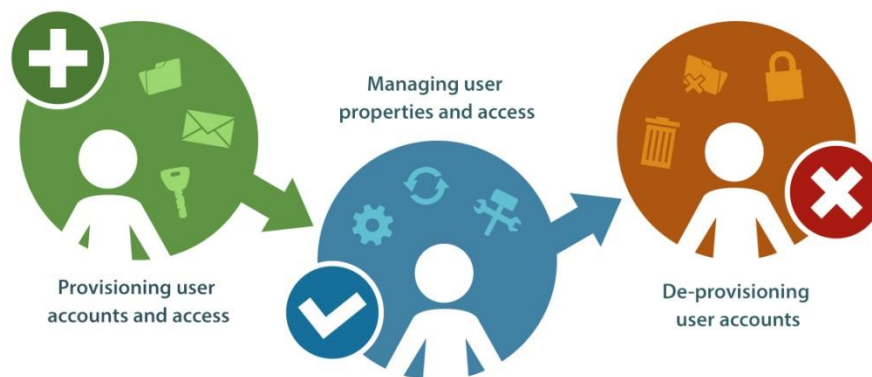 Provisioning user
accounts and access
Managing user
properties and access
De-provisioning
user accounts